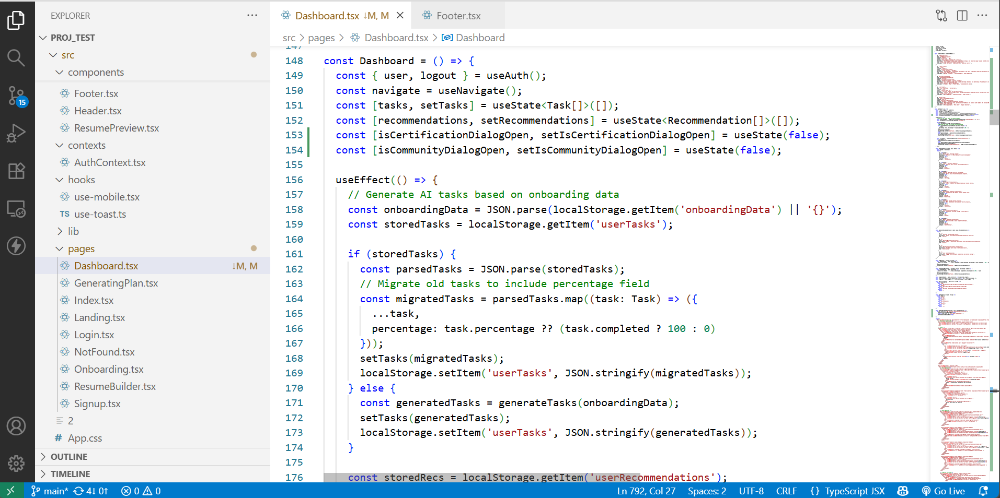 EXPLORER
PROJ_TEST
src
components
Footer.tsx
Header.tsx
ResumePreview.tsx
contexts
AuthContext.tsx
hooks
use-mobile.tsx
TS use-toast.ts
lib
pages
Dashboard.tsx ↓M, M
GeneratingPlan.tsx
Index.tsx
Landing.tsx
Login.tsx
NotFound.tsx
Onboarding.tsx
ResumeBuilder.tsx
Signup.tsx
2
# App.css
OUTLINE
TIMELINE
15
Dashboard.tsx ↓M, M
Footer.tsx
src > pages > Dashboard.tsx > Dashboard
147
148 const Dashboard = () => {
149 const { user, logout } = useAuth();
150 const navigate = useNavigate();
151 const [tasks, setTasks] = useState<Task[]>([]);
152 const [recommendations, setRecommendations] = useState<Recommendation[]>([]);
153 const [isCertificationDialogOpen, setIsCertificationDialogOpen] = useState(false);
154 const [isCommunityDialogOpen, setIsCommunityDialogOpen] = useState(false);
155
156 useEffect(() => {
157 // Generate AI tasks based on onboarding data
158 const onboardingData = JSON.parse(localStorage.getItem('onboardingData') || '{}');
159 const storedTasks = localStorage.getItem('userTasks');
160
161 if (storedTasks) {
162 const parsedTasks = JSON.parse(storedTasks);
163 // Migrate old tasks to include percentage field
164 const migratedTasks = parsedTasks.map((task: Task) => ({
165 ...task,
166 percentage: task.percentage ?? (task.completed ? 100 : 0)
167 }));
168 setTasks(migratedTasks);
169 localStorage.setItem('userTasks', JSON.stringify(migratedTasks));
170 } else {
171 const generatedTasks = generateTasks(onboardingData);
172 setTasks(generatedTasks);
173 localStorage.setItem('userTasks', JSON.stringify(generatedTasks));
174 }
175
176 const storedRecs = localStorage.getItem('userRecommendations');
main* 4↓ 0↑ 0 0
Ln 792, Col 27 Spaces: 2 UTF-8 CRLF {} TypeScript JSX Go Live